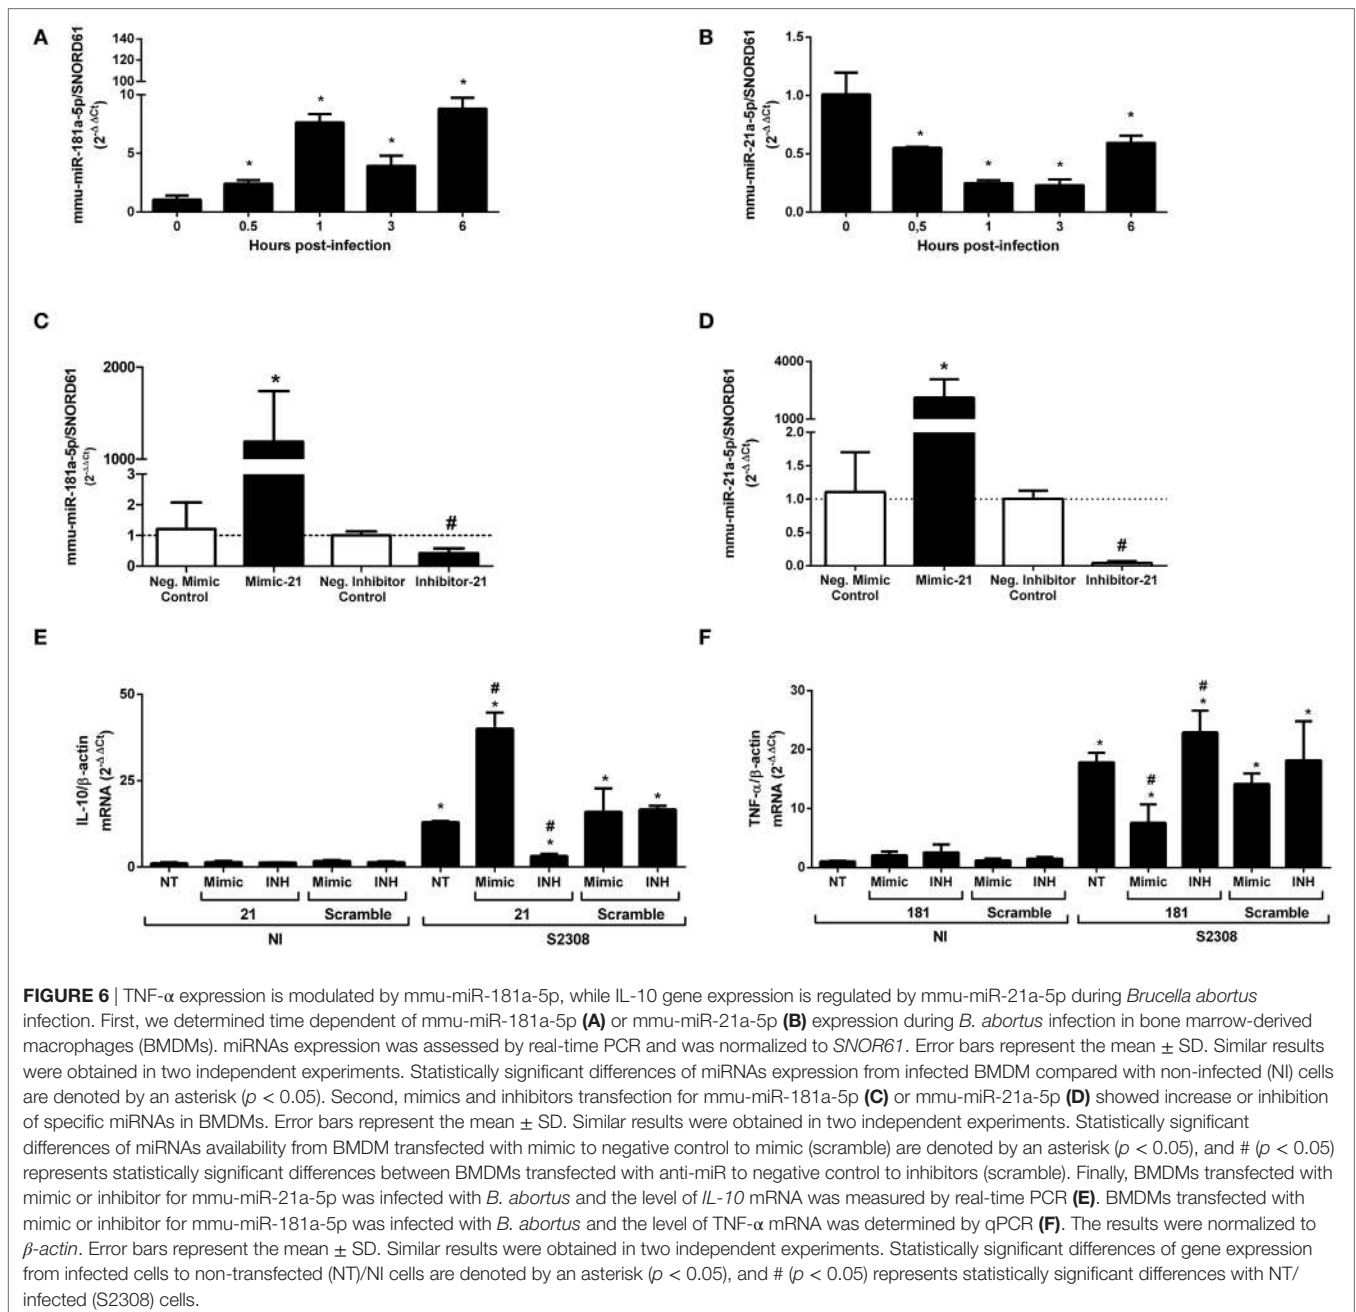 A
mmu-miR-181a-5p/SNORD61
(2^-ΔΔCt)
140
120
100
10
5
0
*
*
*
*
0
0.5
1
3
6
Hours post-infection
B
mmu-miR-21a-5p/SNORD61
(2^-ΔΔCt)
1.5
1.0
0.5
0.0
*
*
*
*
0
0,5
1
3
6
Hours post-infection
C
mmu-miR-181a-5p/SNORD61
(2^-ΔΔCt)
2000
1000
3
2
1
0
*
#
Neg. Mimic
Control
Mimic-21
Neg. Inhibitor
Control
Inhibitor-21
D
mmu-miR-21a-5p/SNORD61
(2^-ΔΔCt)
4000
1000
2.0
1.5
1.0
0.5
0.0
*
#
Neg. Mimic
Control
Mimic-21
Neg. Inhibitor
Control
Inhibitor-21
E
IL-10/β-actin
mRNA (2^-ΔΔCt)
50
25
0
*
#
*
#
*
*
*
NT Mimic INH Mimic INH NT Mimic INH Mimic INH
21 Scramble 21 Scramble
NI S2308
F
TNF-α/β-actin
mRNA (2^-ΔΔCt)
30
20
10
0
*
#
*
#
*
*
*
NT Mimic INH Mimic INH NT Mimic INH Mimic INH
181 Scramble 181 Scramble
NI S2308
FIGURE 6 | TNF-α expression is modulated by mmu-miR-181a-5p, while IL-10 gene expression is regulated by mmu-miR-21a-5p during Brucella abortus
infection. First, we determined time dependent of mmu-miR-181a-5p (A) or mmu-miR-21a-5p (B) expression during B. abortus infection in bone marrow-derived
macrophages (BMDMs). miRNAs expression was assessed by real-time PCR and was normalized to SNOR61. Error bars represent the mean ± SD. Similar results
were obtained in two independent experiments. Statistically significant differences of miRNAs expression from infected BMDM compared with non-infected (NI) cells
are denoted by an asterisk (p < 0.05). Second, mimics and inhibitors transfection for mmu-miR-181a-5p (C) or mmu-miR-21a-5p (D) showed increase or inhibition
of specific miRNAs in BMDMs. Error bars represent the mean ± SD. Similar results were obtained in two independent experiments. Statistically significant
differences of miRNAs availability from BMDM transfected with mimic to negative control to mimic (scramble) are denoted by an asterisk (p < 0.05), and # (p < 0.05)
represents statistically significant differences between BMDMs transfected with anti-miR to negative control to inhibitors (scramble). Finally, BMDMs transfected with
mimic or inhibitor for mmu-miR-21a-5p was infected with B. abortus and the level of IL-10 mRNA was measured by real-time PCR (E). BMDMs transfected with
mimic or inhibitor for mmu-miR-181a-5p was infected with B. abortus and the level of TNF-α mRNA was determined by qPCR (F). The results were normalized to
β-actin. Error bars represent the mean ± SD. Similar results were obtained in two independent experiments. Statistically significant differences of gene expression
from infected cells to non-transfected (NT)/NI cells are denoted by an asterisk (p < 0.05), and # (p < 0.05) represents statistically significant differences with NT/
infected (S2308) cells.